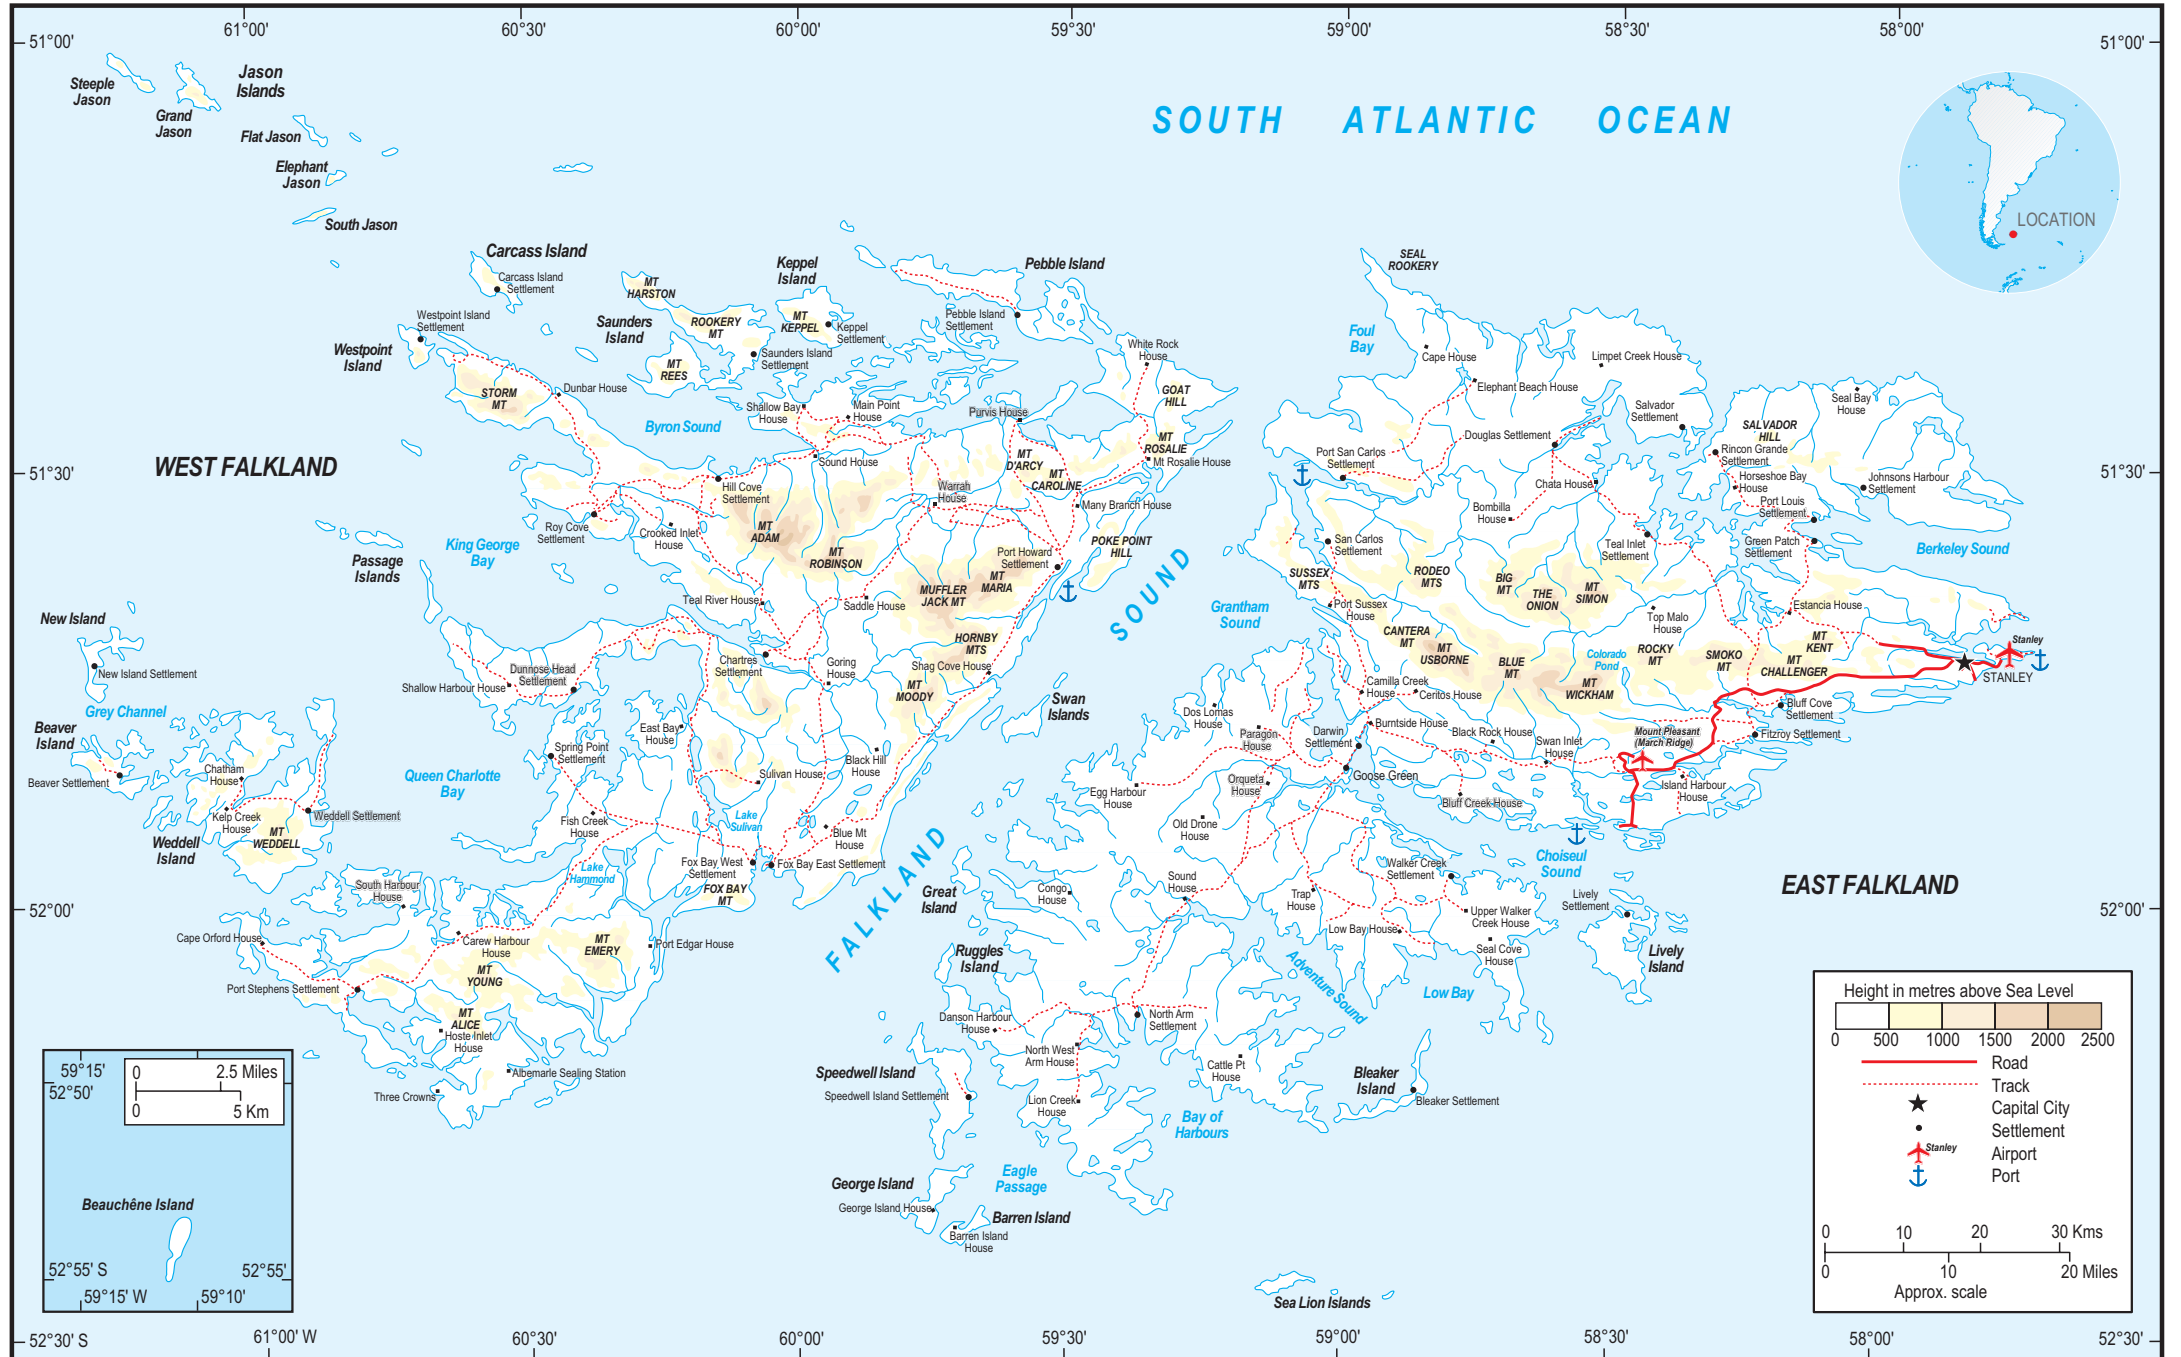 61°00'
60°30'
60°00'
59°30'
59°00'
58°30'
58°00'
51°00'
51°00'
Steeple
Jason
Jason
Islands
Grand
Jason
Flat Jason
Elephant
Jason
South Jason
SOUTH ATLANTIC OCEAN
LOCATION
Carcass Island
Carcass Island
Settlement
Westpoint Island
Settlement
Westpoint
Island
STORM
MT
Dunbar House
MT
HARSTON
Saunders
Island
ROOKERY
MT
MT
REES
Saunders Island
Settlement
Keppel
Island
MT
KEPPEL
Keppel
Settlement
Pebble Island
Pebble Island
Settlement
White Rock
House
GOAT
HILL
MT
ROSALIE
Mt Rosalie House
Byron Sound
Shallow Bay
House
Main Point
House
Purvis House
Sound House
MT
D'ARCY
MT
CAROLINE
Warrah
House
Many Branch House
POKE POINT
HILL
WEST FALKLAND
51°30'
51°30'
Hill Cove
Settlement
Roy Cove
Settlement
Crooked Inlet
House
King George
Bay
MT
ADAM
MT
ROBINSON
Port Howard
Settlement
MT
MARIA
MUFFLER
JACK MT
Passage
Islands
Teal River House
Saddle House
HORNBY
MTS
Shag Cove House
MT
MOODY
New Island
New Island Settlement
Grey Channel
Dunnose Head
Settlement
Shallow Harbour House
Chartres
Settlement
Goring
House
Swan
Islands
Beaver
Island
Beaver Settlement
Chatham
House
Kelp Creek
House
Weddell Settlement
MT
WEDDELL
Weddell
Island
Queen Charlotte
Bay
Spring Point
Settlement
East Bay
House
Sulivan House
Black Hill
House
Fish Creek
House
Lake
Sulivan
Blue Mt
House
Lake
Hammond
Fox Bay West
Settlement
Fox Bay East Settlement
FOX BAY
MT
FALKLAND SOUND
South Harbour
House
Cape Orford House
Carew Harbour
House
MT
EMERY
Port Edgar House
MT
YOUNG
Port Stephens Settlement
MT
ALICE
Hoste Inlet
House
Albemarle Sealing Station
Three Crowns
SEAL
ROOKERY
Foul
Bay
Cape House
Elephant Beach House
Limpet Creek House
Salvador
Settlement
Seal Bay
House
SALVADOR
HILL
Rincon Grande
Settlement
Douglas Settlement
Port San Carlos
Settlement
Chata House
Horseshoe Bay
House
Johnsons Harbour
Settlement
Port Louis
Settlement
Bombilla
House
San Carlos
Settlement
Teal Inlet
Settlement
Green Patch
Settlement
Berkeley Sound
SUSSEX
MTS
RODEO
MTS
BIG
MT
THE
ONION
MT
SIMON
Grantham
Sound
Port Sussex
House
Top Malo
House
Estancia House
CANTERA
MT
MT
USBORNE
BLUE
MT
Colorado
Pond
ROCKY
MT
SMOKO
MT
MT
KENT
MT
CHALLENGER
MT
WICKHAM
Stanley
STANLEY
Camilla Creek
House
Ceritos House
Dos Lomas
House
Paragon
House
Darwin
Settlement
Burntside House
Black Rock House
Swan Inlet
House
Mount Pleasant
(March Ridge)
Bluff Cove
Settlement
Fitzroy Settlement
Goose Green
Egg Harbour
House
Orqueta
House
Island Harbour
House
Bluff Creek House
Old Drone
House
Choiseul
Sound
Walker Creek
Settlement
Great
Island
Congo
House
Sound
House
Trap
House
Lively
Settlement
EAST FALKLAND
52°00'
52°00'
Upper Walker
Creek House
Low Bay House
Seal Cove
House
Lively
Island
Ruggles
Island
Adventure Sound
Low Bay
Danson Harbour
House
North Arm
Settlement
North West
Arm House
Cattle Pt
House
Speedwell Island
Speedwell Island Settlement
Lion Creek
House
Bleaker
Island
Bleaker Settlement
Bay of
Harbours
Eagle
Passage
George Island
George Island House
Barren Island
Barren Island
House
Sea Lion Islands
59°15'
52°50'
0 2.5 Miles
0 5 Km
Beauchêne Island
52°55' S
52°55'
59°15' W
59°10'
Height in metres above Sea Level
0 500 1000 1500 2000 2500
Road
Track
Capital City
Settlement
Stanley
Airport
Port
0 10 20 30 Kms
0 10 20 Miles
Approx. scale
52°30' S
52°30'
61°00' W
60°30'
60°00'
59°30'
59°00'
58°30'
58°00'